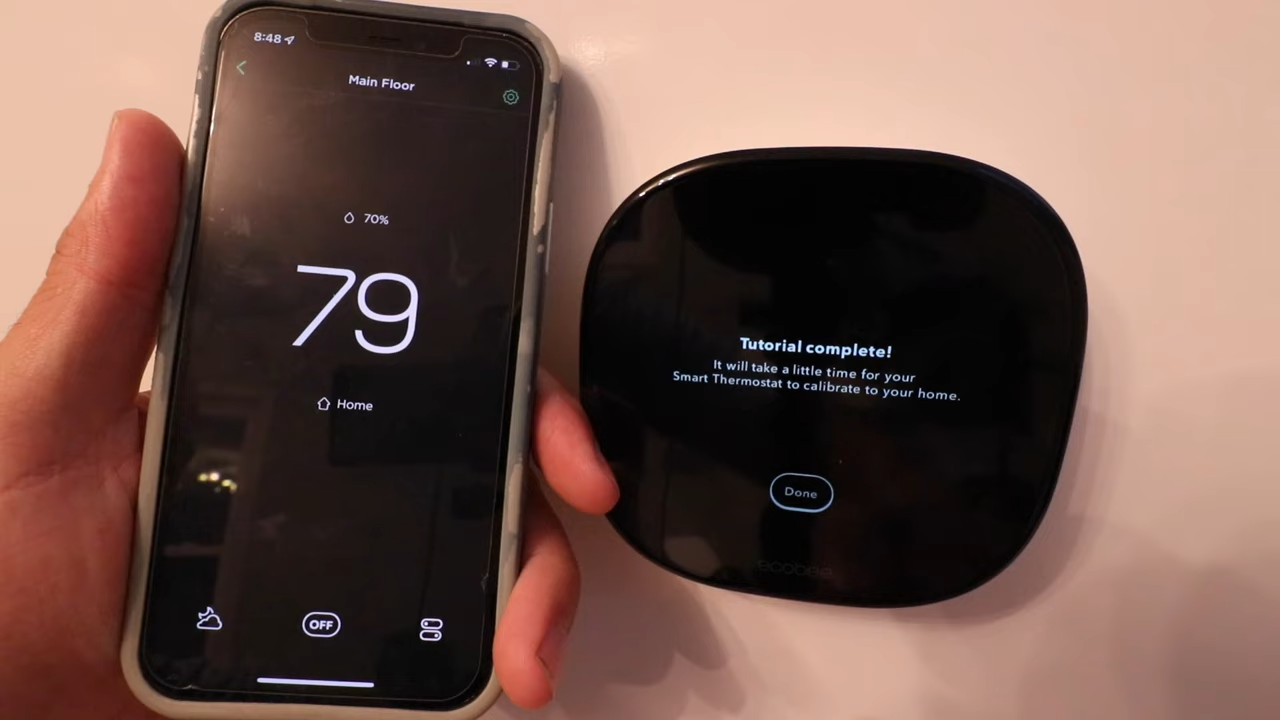 8:48
Main Floor
70%
79
Home
OFF
Tutorial complete!
It will take a little time for your
Smart Thermostat to calibrate to your home.
Done
ecobee